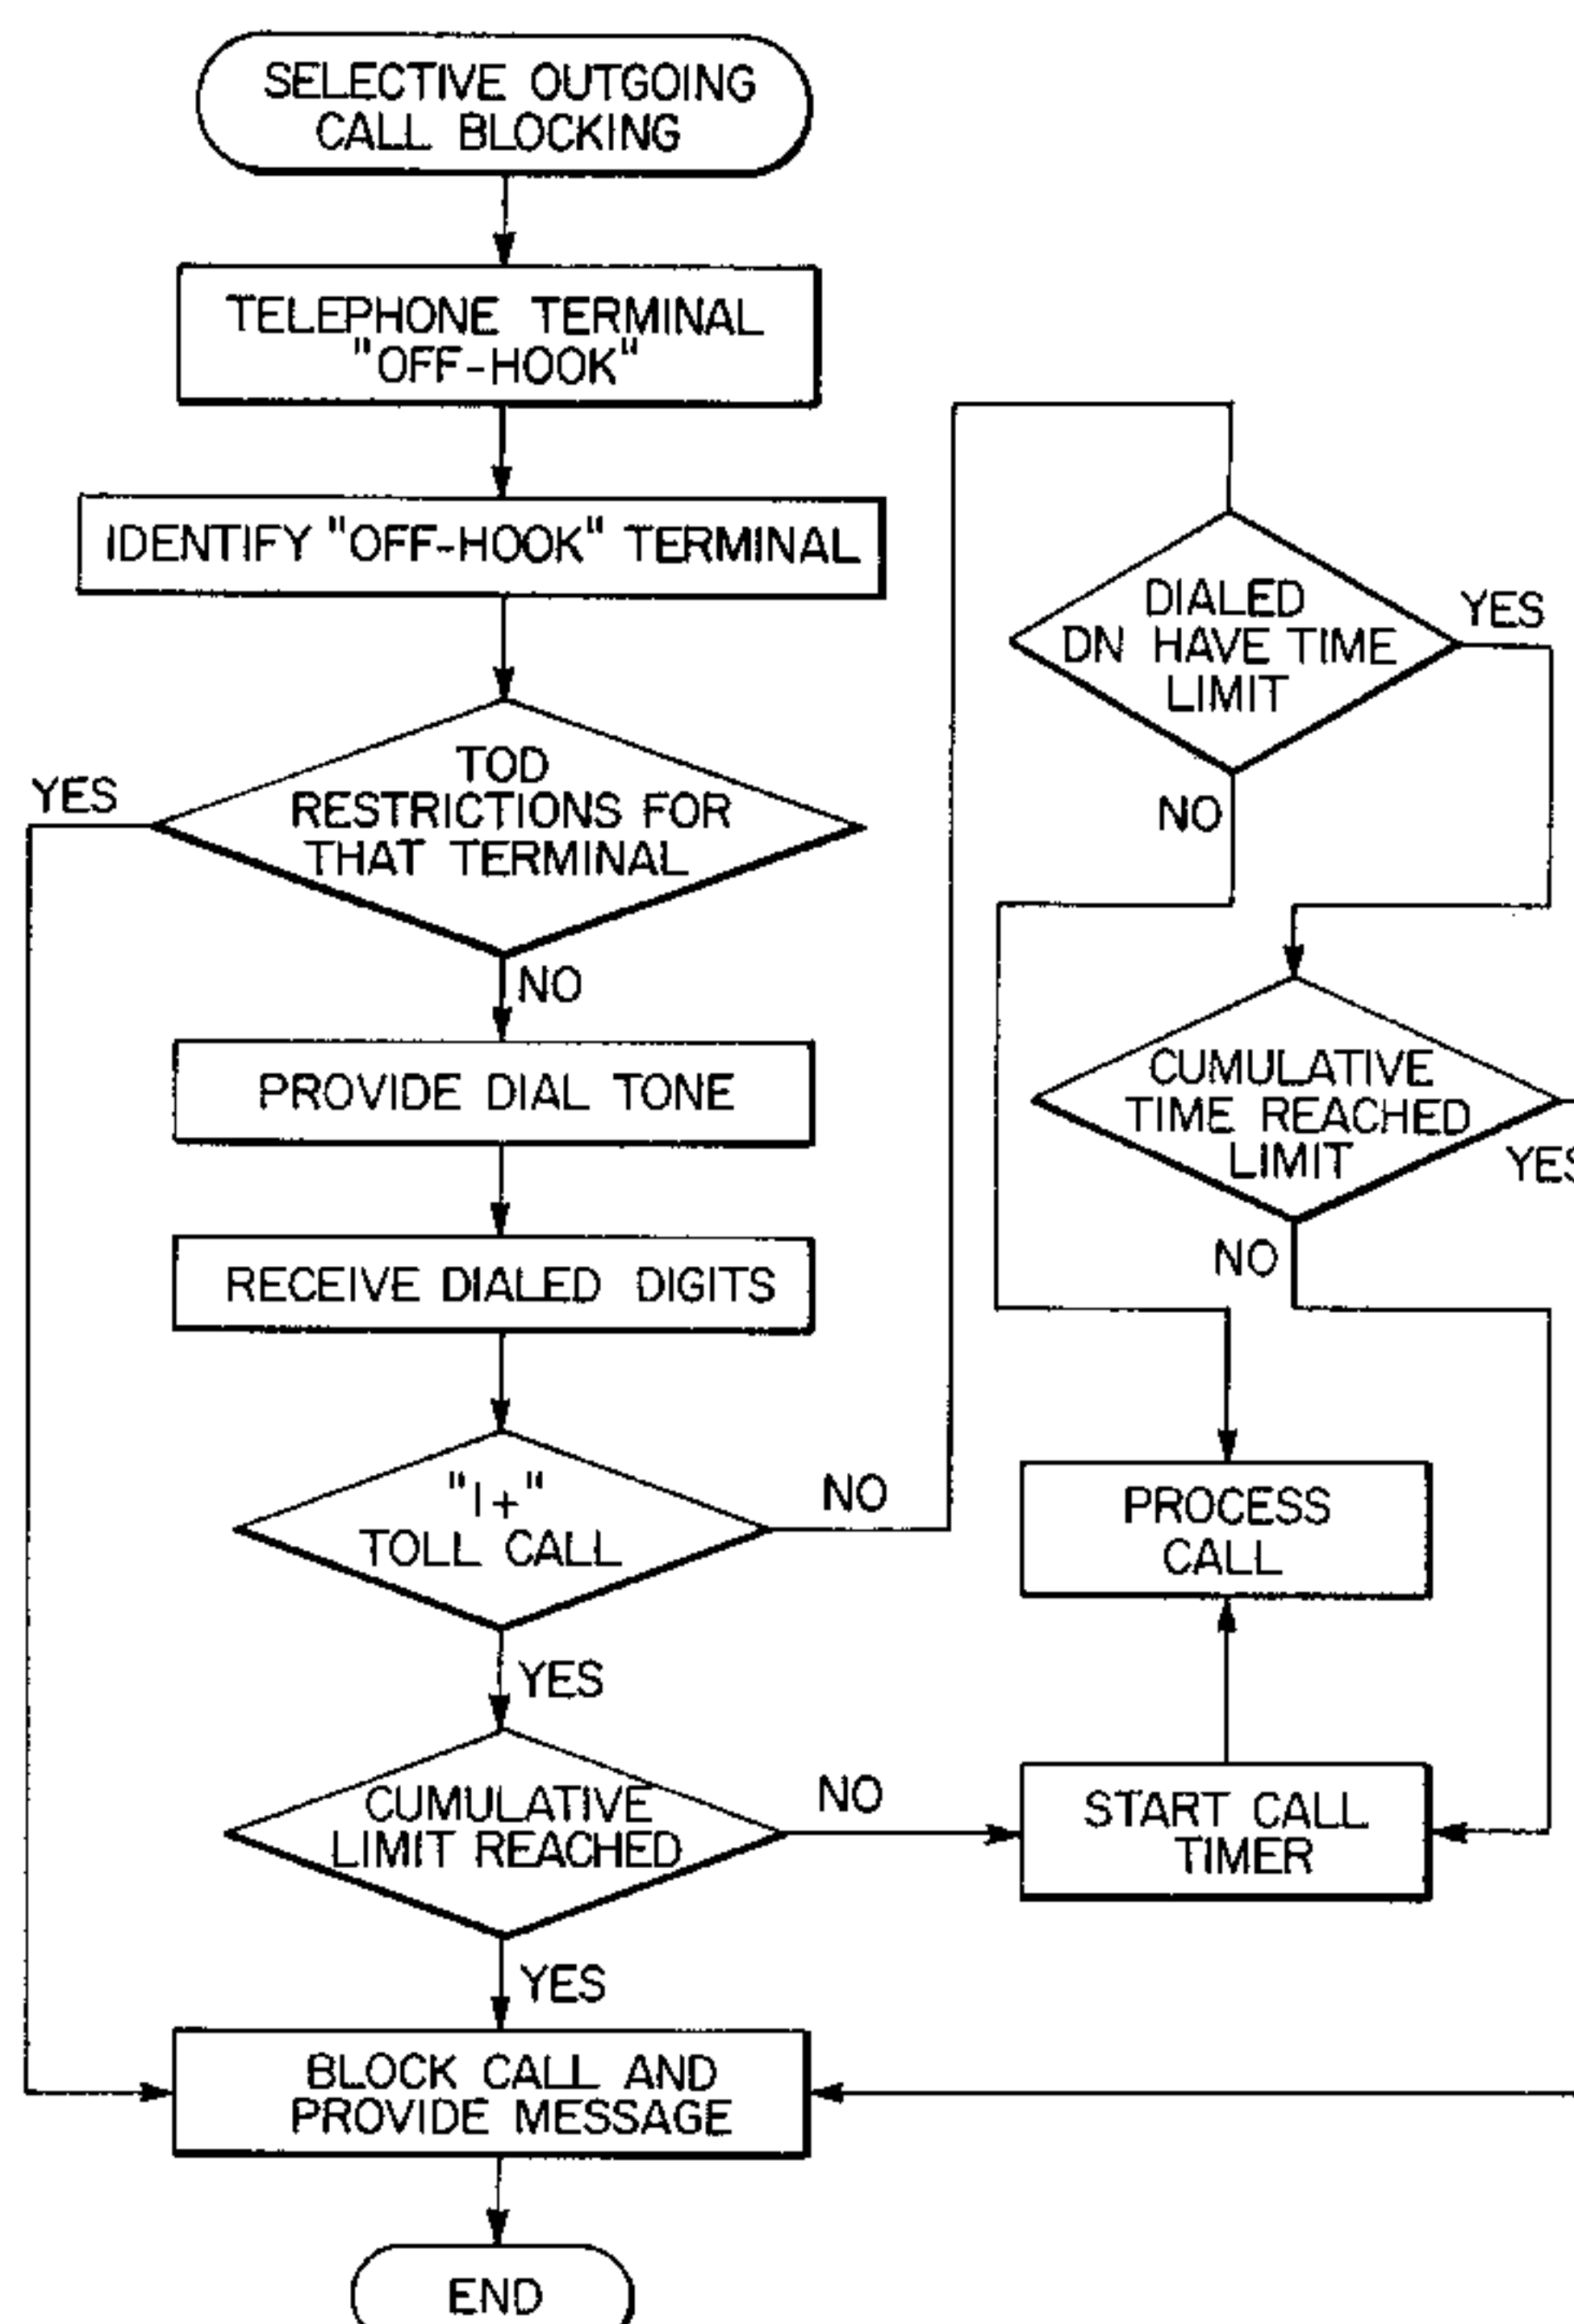 SELECTIVE OUTGOING
CALL BLOCKING
TELEPHONE TERMINAL
"OFF-HOOK"
IDENTIFY "OFF-HOOK" TERMINAL
TOD
RESTRICTIONS FOR
THAT TERMINAL
YES
NO
PROVIDE DIAL TONE
RECEIVE DIALED DIGITS
"1+"
TOLL CALL
NO
YES
CUMULATIVE
LIMIT REACHED
NO
YES
BLOCK CALL AND
PROVIDE MESSAGE
END
DIALED
DN HAVE TIME
LIMIT
YES
NO
CUMULATIVE
TIME REACHED
LIMIT
YES
NO
PROCESS
CALL
START CALL
TIMER